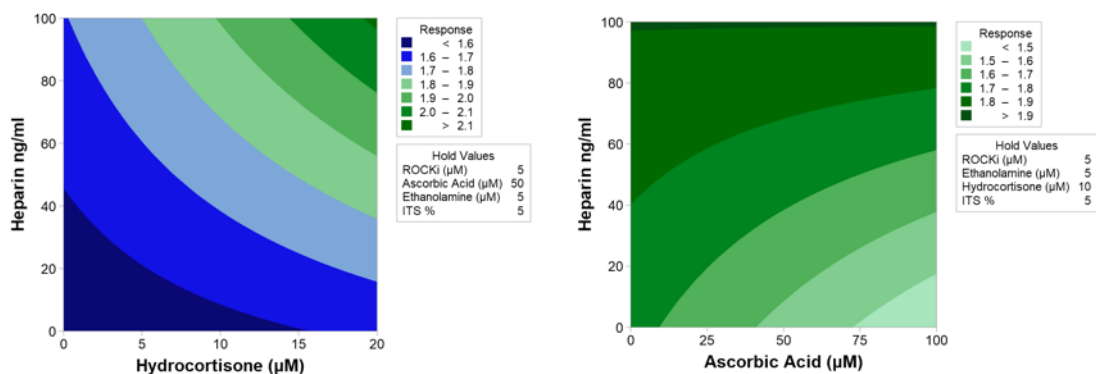 100
80
60
40
20
0
Heparin ng/ml
0 5 10 15 20
Hydrocortisone (µM)
Response
< 1.6
1.6 – 1.7
1.7 – 1.8
1.8 – 1.9
1.9 – 2.0
2.0 – 2.1
> 2.1
Hold Values
ROCKi (µM) 5
Ascorbic Acid (µM) 50
Ethanolamine (µM) 5
ITS % 5
100
80
60
40
20
0
Heparin ng/ml
0 25 50 75 100
Ascorbic Acid (µM)
Response
< 1.5
1.5 – 1.6
1.6 – 1.7
1.7 – 1.8
1.8 – 1.9
> 1.9
Hold Values
ROCKi (µM) 5
Ethanolamine (µM) 5
Hydrocortisone (µM) 10
ITS % 5